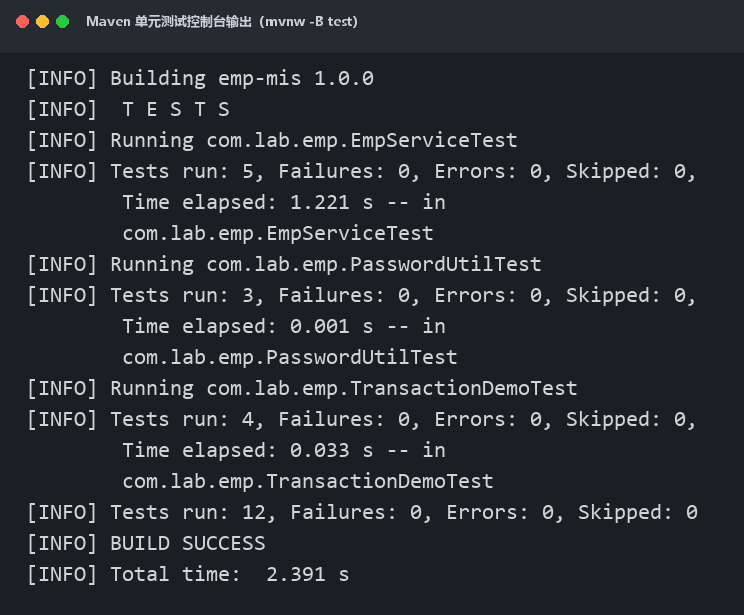 Maven 单元测试控制台输出（mvnw -B test）
[INFO] Building emp-mis 1.0.0
[INFO]  T E S T S
[INFO] Running com.lab.emp.EmpServiceTest
[INFO] Tests run: 5, Failures: 0, Errors: 0, Skipped: 0,
Time elapsed: 1.221 s -- in
com.lab.emp.EmpServiceTest
[INFO] Running com.lab.emp.PasswordUtilTest
[INFO] Tests run: 3, Failures: 0, Errors: 0, Skipped: 0,
Time elapsed: 0.001 s -- in
com.lab.emp.PasswordUtilTest
[INFO] Running com.lab.emp.TransactionDemoTest
[INFO] Tests run: 4, Failures: 0, Errors: 0, Skipped: 0,
Time elapsed: 0.033 s -- in
com.lab.emp.TransactionDemoTest
[INFO] Tests run: 12, Failures: 0, Errors: 0, Skipped: 0
[INFO] BUILD SUCCESS
[INFO] Total time:  2.391 s